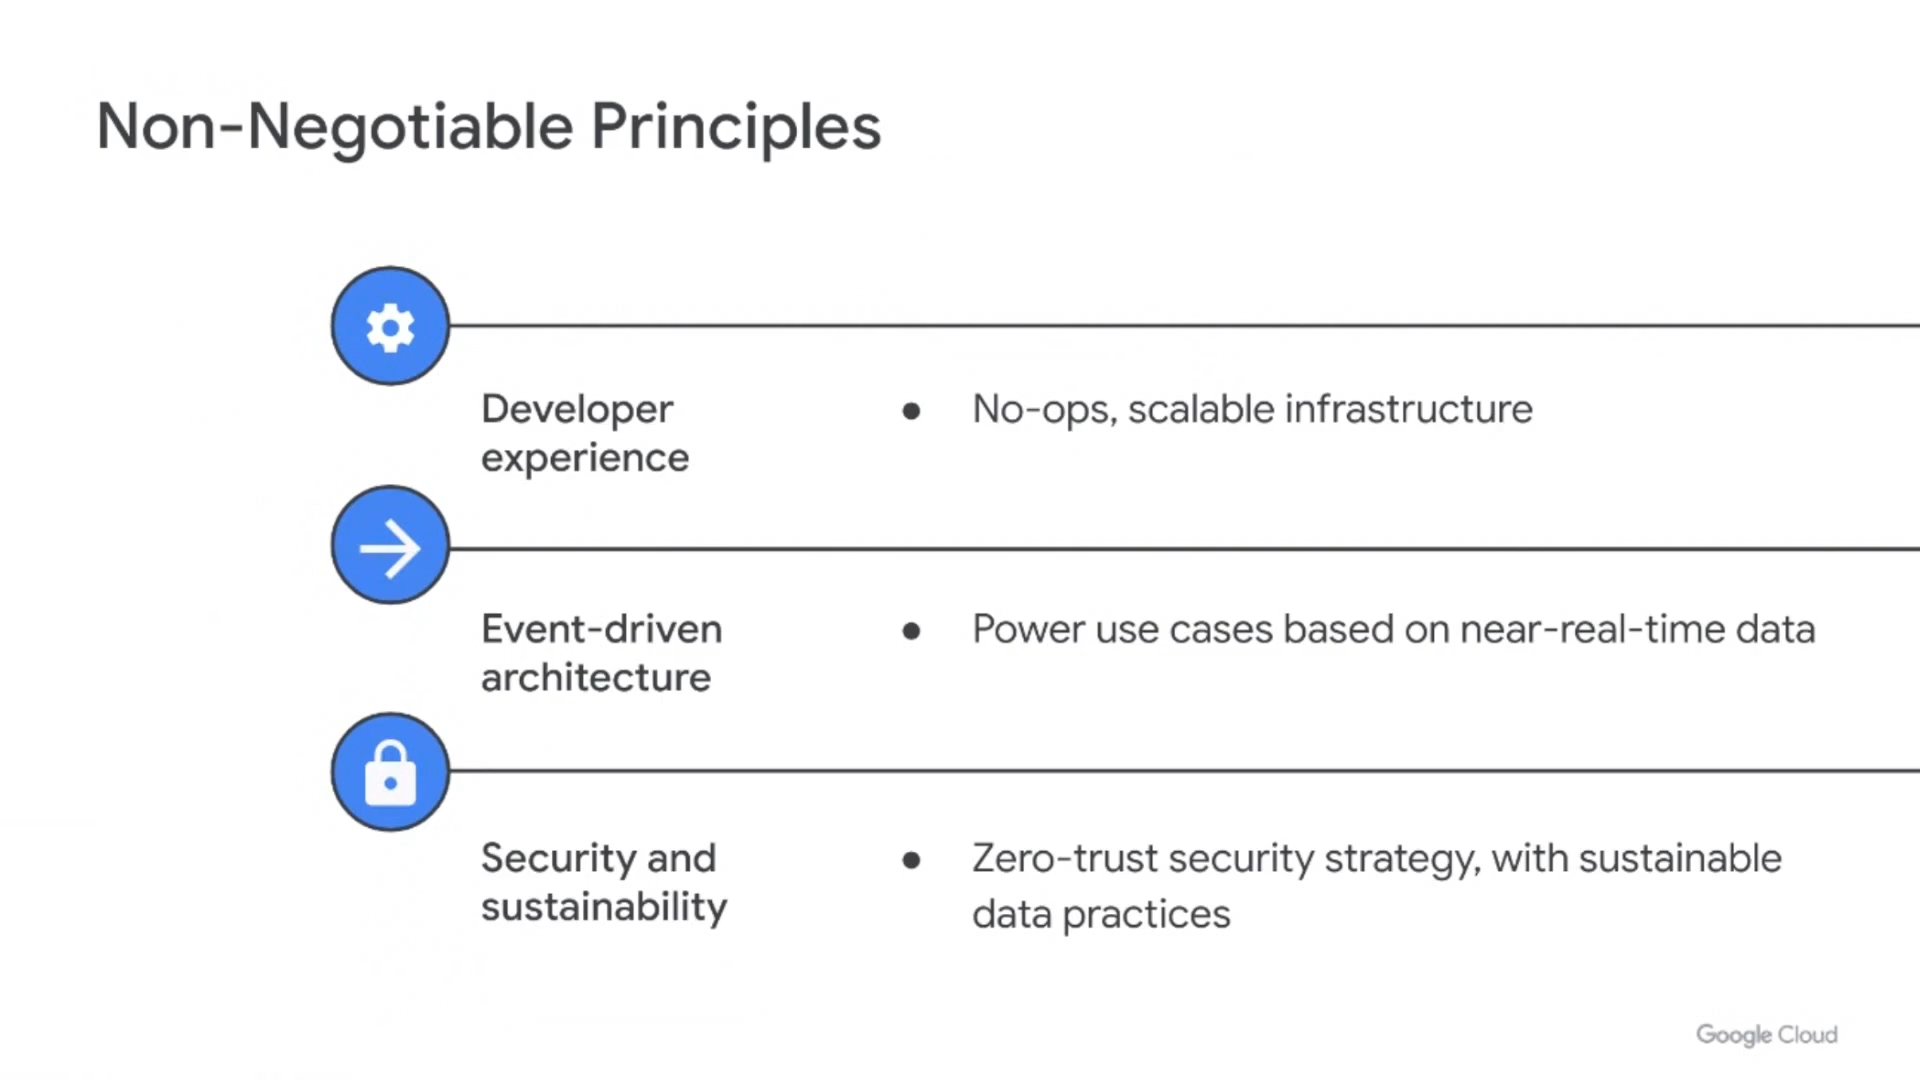 Non-Negotiable Principles
Developer
experience
● No-ops, scalable infrastructure
Event-driven
architecture
● Power use cases based on near-real-time data
Security and
sustainability
● Zero-trust security strategy, with sustainable
data practices
Google Cloud